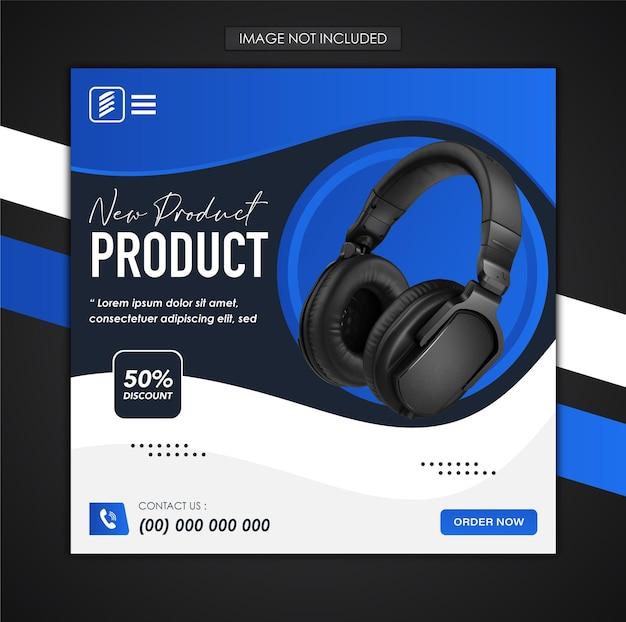 IMAGE NOT INCLUDED
New Product
PRODUCT
“ Lorem ipsum dolor sit amet,
consectetuer adipiscing elit, sed
50%
DISCOUNT
CONTACT US :
(00) 000 000 000
ORDER NOW